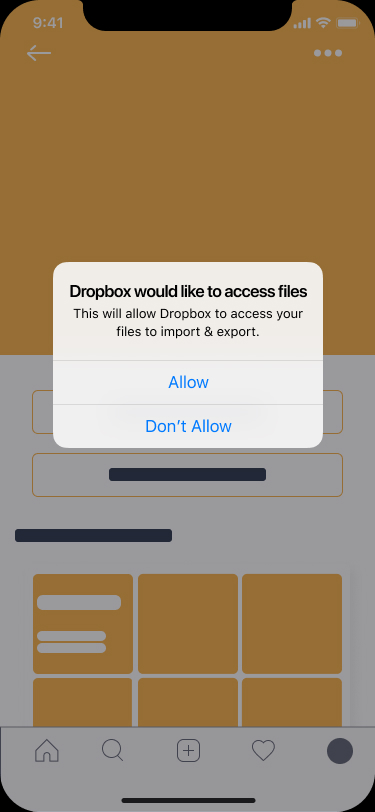 9:41
Dropbox would like to access files
This will allow Dropbox to access your
files to import & export.
Allow
Don’t Allow